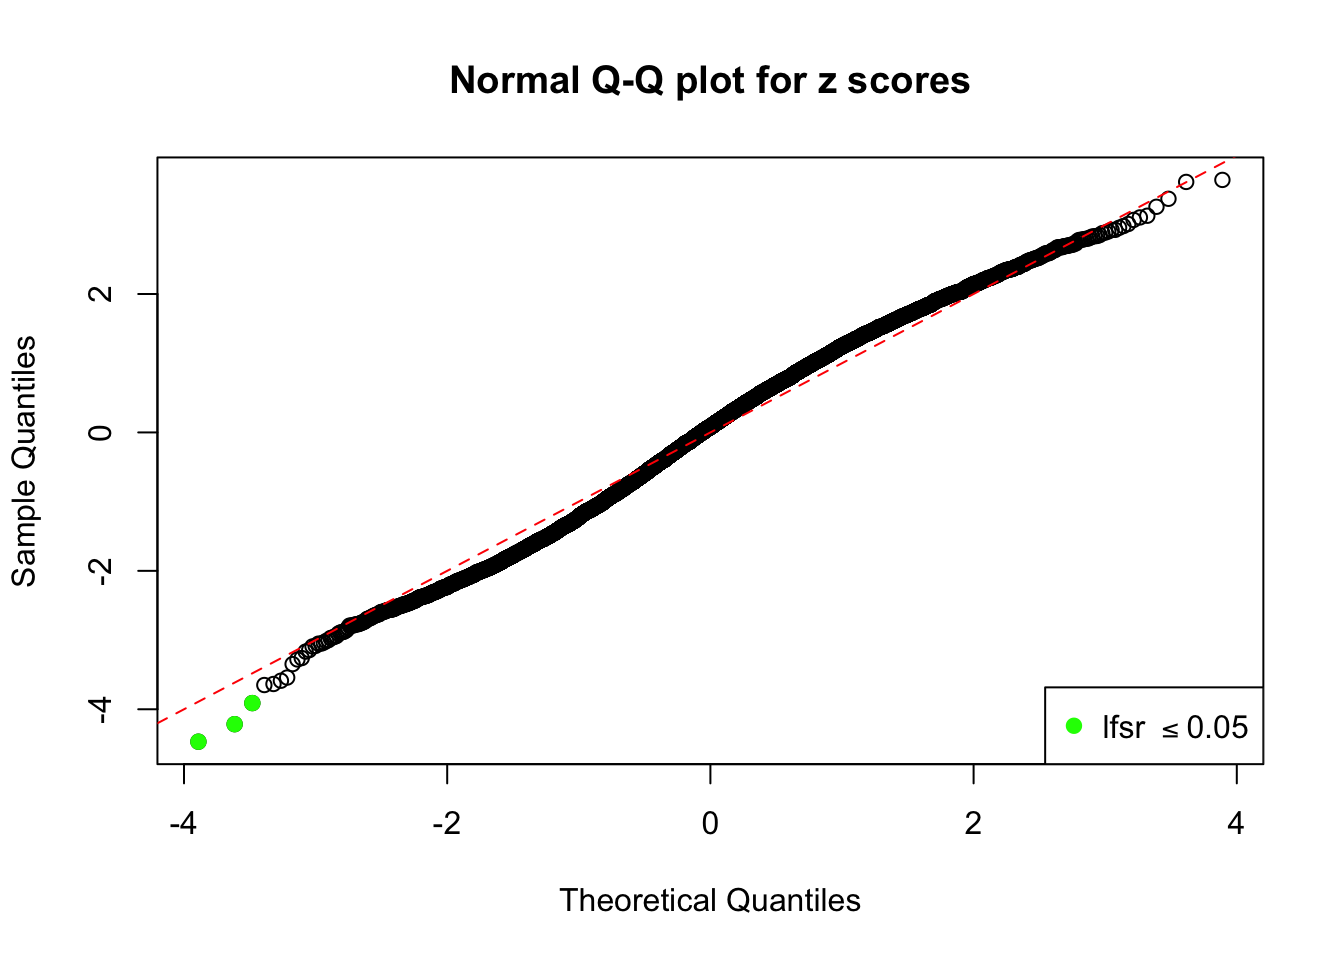 Normal Q-Q plot for z scores
Sample Quantiles
2
0
-2
-4
lfsr ≤ 0.05
-4 -2 0 2 4
Theoretical Quantiles